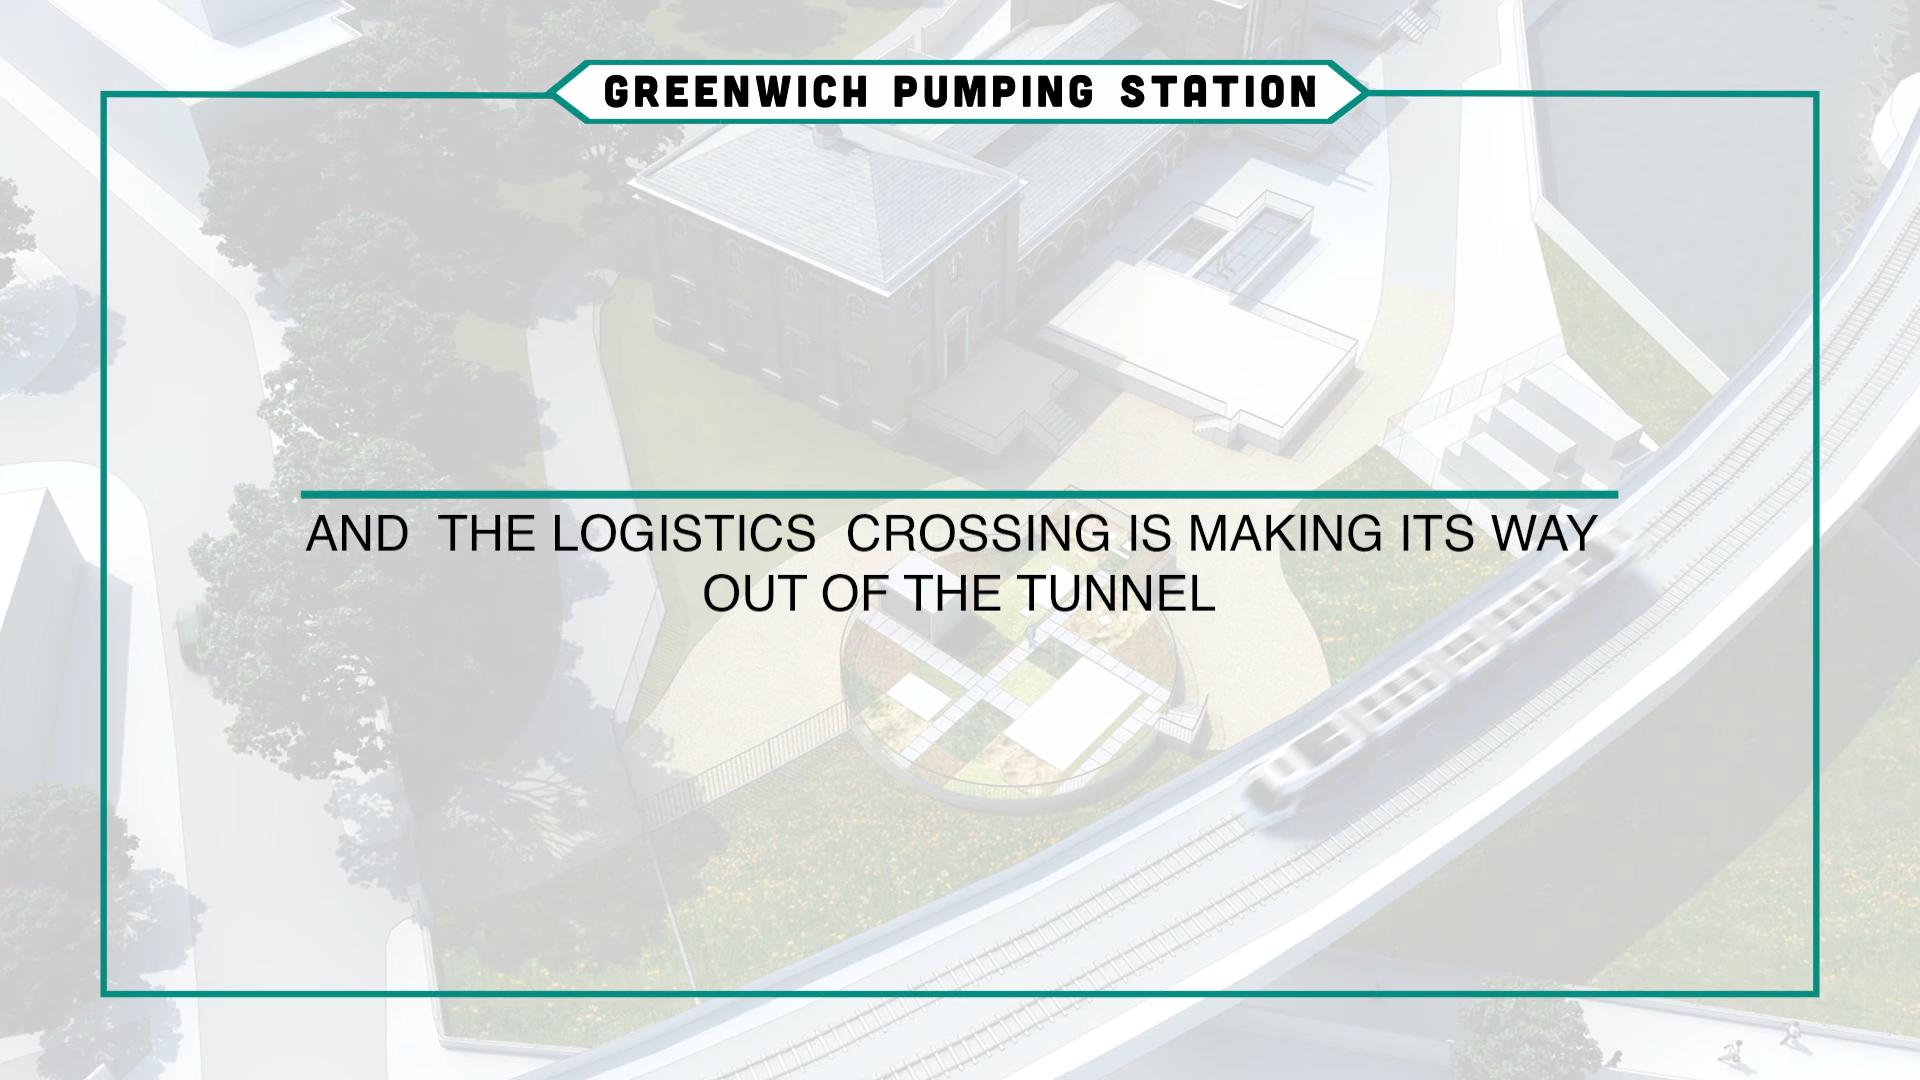 GREENWICH PUMPING STATION
AND THE LOGISTICS CROSSING IS MAKING ITS WAY
OUT OF THE TUNNEL